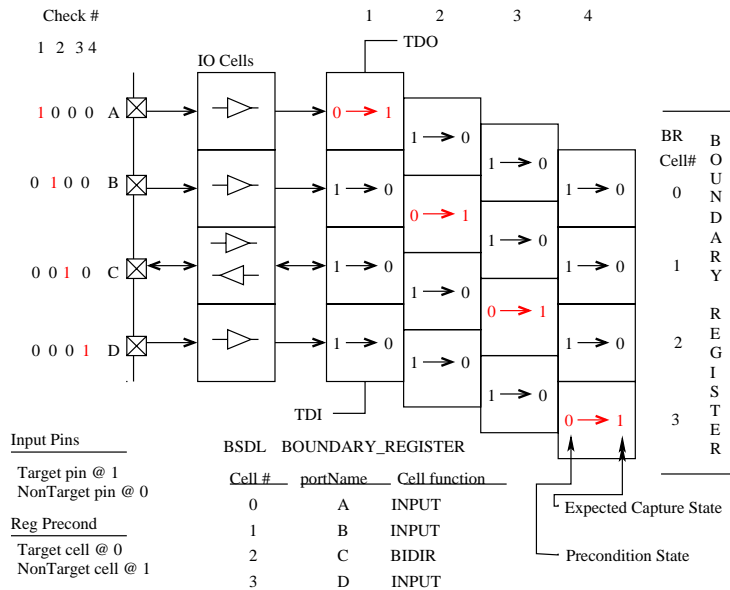 Check #
1 2 3 4
1 2 3 4
TDO
IO Cells
1 0 0 0 A
0 1 0 0 B
0 0 1 0 C
0 0 0 1 D
0 1
1 0
1 0
1 0
1 0
0 1
1 0
1 0
1 0
1 0
0 1
1 0
1 0
1 0
1 0
0 1
TDI
BR
Cell#
0
1
2
3
BOUNDARY REGISTER
Input Pins
Target pin @ 1
NonTarget pin @ 0
Reg Precond
Target cell @ 0
NonTarget cell @ 1
BSDL BOUNDARY_REGISTER
Cell # portName Cell function
0 A INPUT
1 B INPUT
2 C BIDIR
3 D INPUT
Expected Capture State
Precondition State